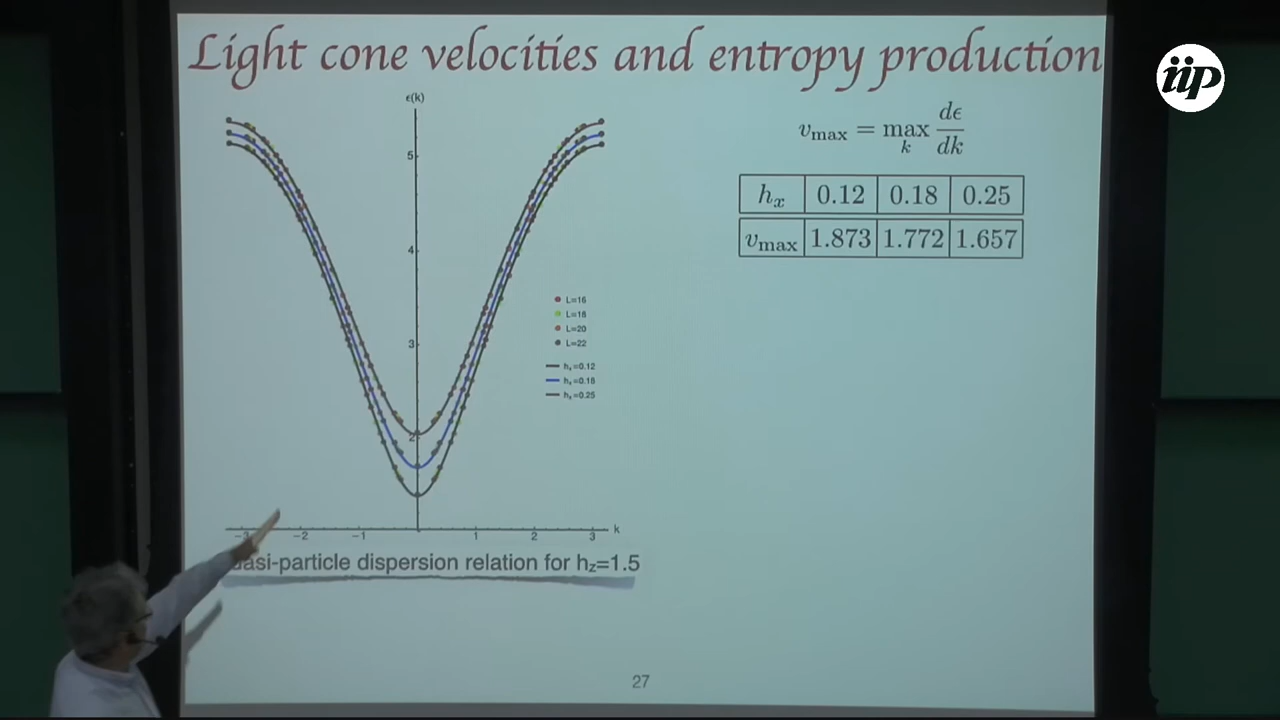 Light cone velocities and entropy production
iip
ε(k)
5
4
3
2
-3 -2 -1 1 2 3 k
L=16
L=18
L=20
L=22
hₓ=0.12
hₓ=0.18
hₓ=0.25
v_max = max_k dϵ/dk
hₓ 0.12 0.18 0.25
v_max 1.873 1.772 1.657
asi-particle dispersion relation for h_z=1.5
27